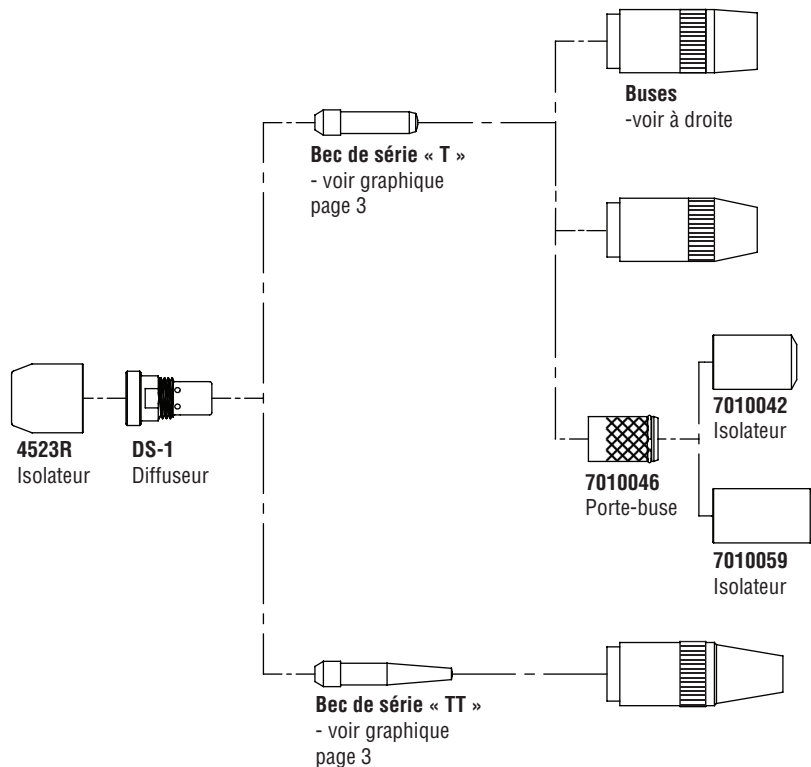 Buses
-voir à droite
Bec de série « T »
- voir graphique
page 3
4523R
Isolateur
DS-1
Diffuseur
7010042
Isolateur
7010046
Porte-buse
7010059
Isolateur
Bec de série « TT »
- voir graphique
page 3